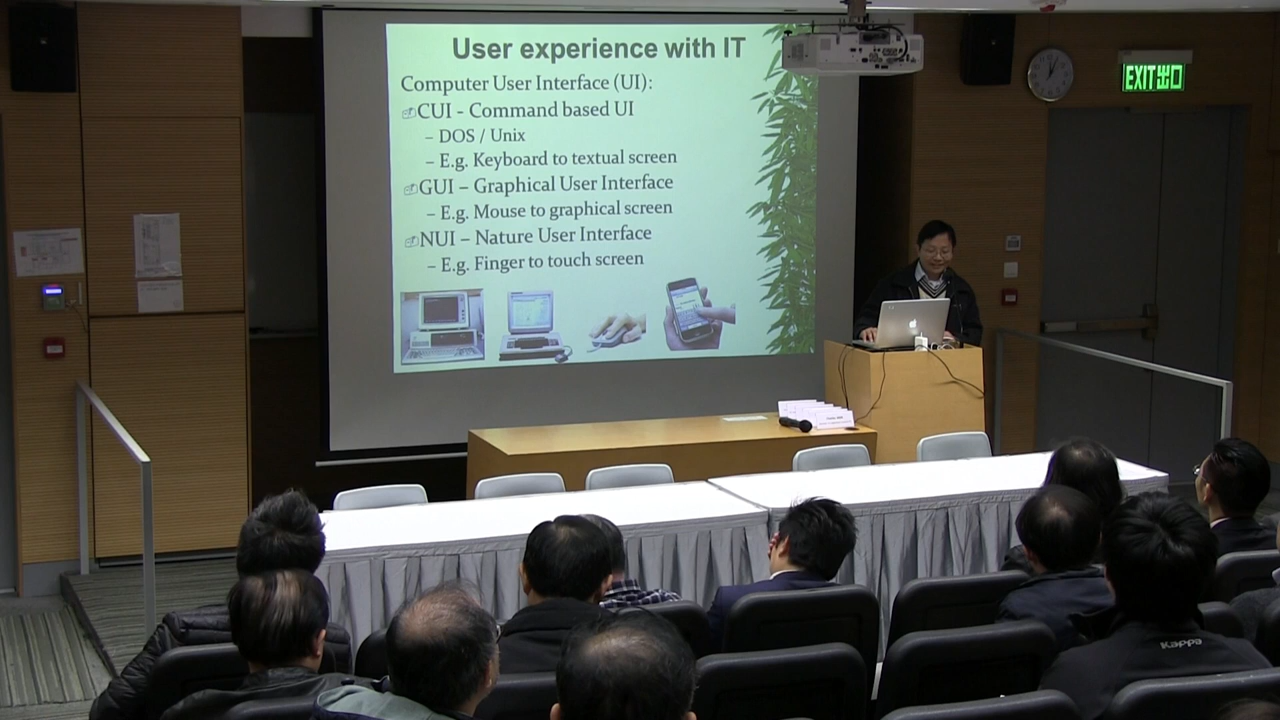 User experience with IT
Computer User Interface (UI):
CUI - Command based UI
– DOS / Unix
– E.g. Keyboard to textual screen
GUI – Graphical User Interface
– E.g. Mouse to graphical screen
NUI – Nature User Interface
– E.g. Finger to touch screen
EXIT出口
Kappa